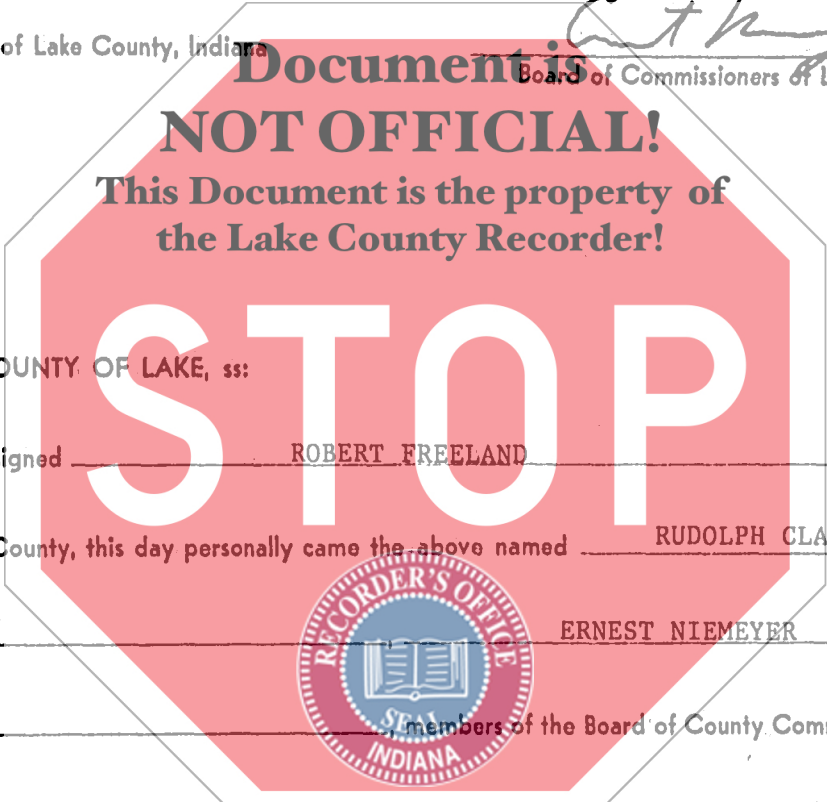 of Lake County, Indiana
Document is
Board of Commissioners of L
NOT OFFICIAL!
This Document is the property of
the Lake County Recorder!
STOP
OUNTY OF LAKE, ss:
igned ROBERT FREELAND
County, this day personally came the above named RUDOLPH CLA
ERNEST NIEMEYER
RECORDER'S OFFICE
SEAL
INDIANA
, members of the Board of County Comm